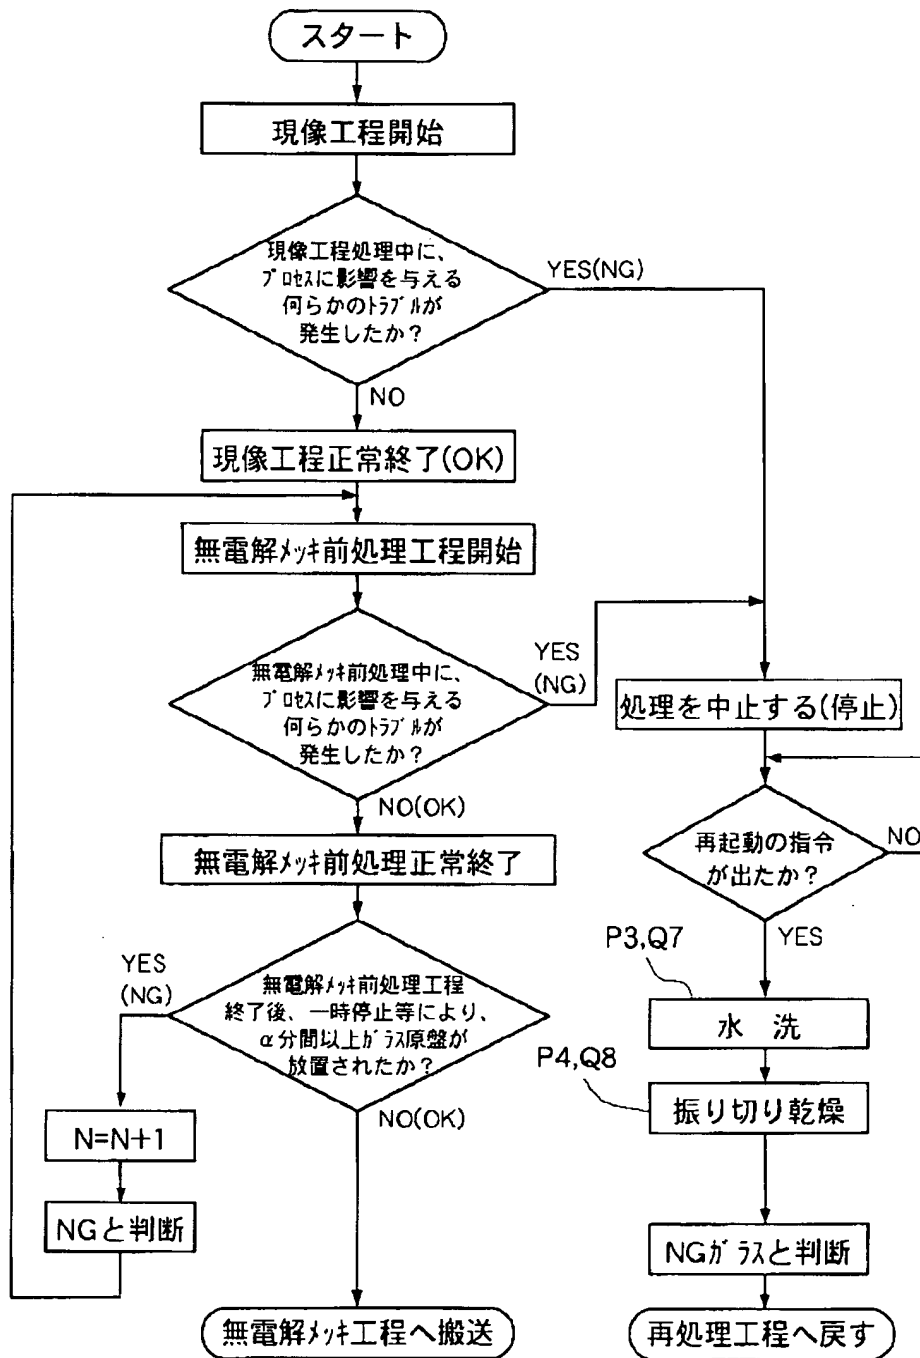 スタート
現像工程開始
現像工程処理中に、
ﾌﾟﾛｾｽに影響を与える
何らかのﾄﾗﾌﾞﾙが
発生したか?
YES(NG)
NO
現像工程正常終了(OK)
無電解ﾒｯｷ前処理工程開始
無電解ﾒｯｷ前処理中に、
ﾌﾟﾛｾｽに影響を与える
何らかのﾄﾗﾌﾞﾙが
発生したか?
YES
(NG)
NO(OK)
無電解ﾒｯｷ前処理正常終了
無電解ﾒｯｷ前処理工程
終了後、一時停止等により、
α分間以上ｶﾞﾗｽ原盤が
放置されたか?
YES
(NG)
NO(OK)
N=N+1
NGと判断
無電解ﾒｯｷ工程へ搬送
処理を中止する(停止)
再起動の指令
が出たか?
NO
YES
P3,Q7
水 洗
P4,Q8
振り切り乾燥
NGｶﾞﾗｽと判断
再処理工程へ戻す